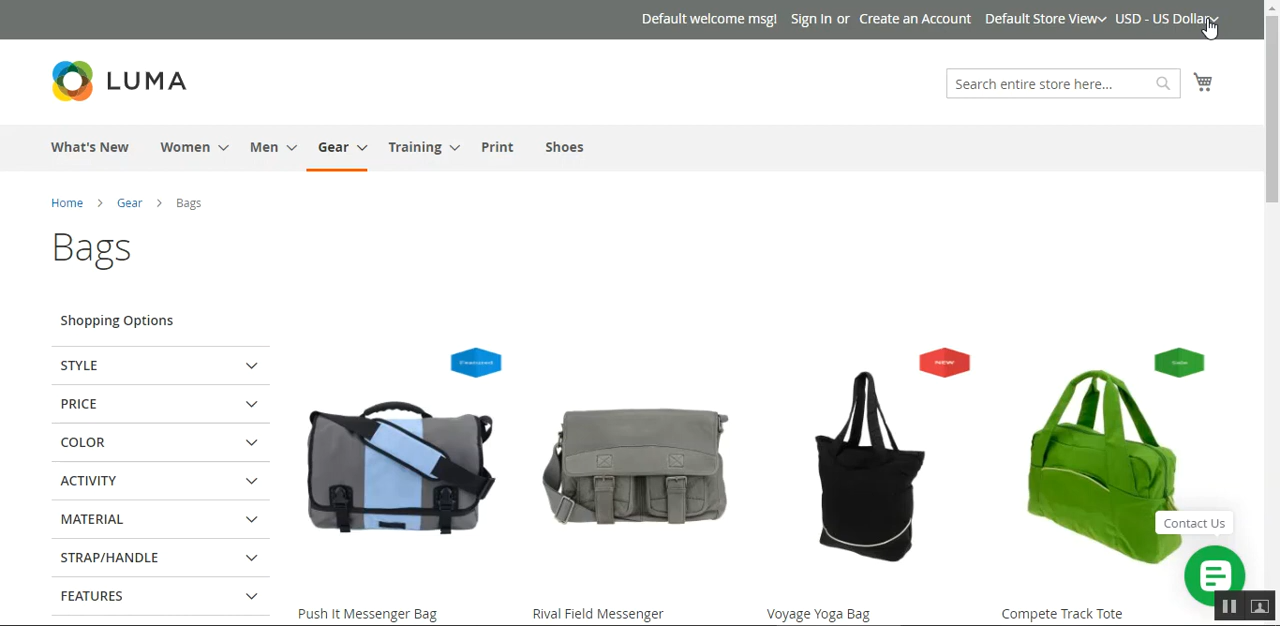 Default welcome msg! Sign In or Create an Account Default Store View USD - US Dollar
LUMA
Search entire store here...
What's New Women Men Gear Training Print Shoes
Home > Gear > Bags
Bags
Shopping Options
STYLE
PRICE
COLOR
ACTIVITY
MATERIAL
STRAP/HANDLE
FEATURES
Featured
NEW
Sale
Contact Us
Push It Messenger Bag
Rival Field Messenger
Voyage Yoga Bag
Compete Track Tote